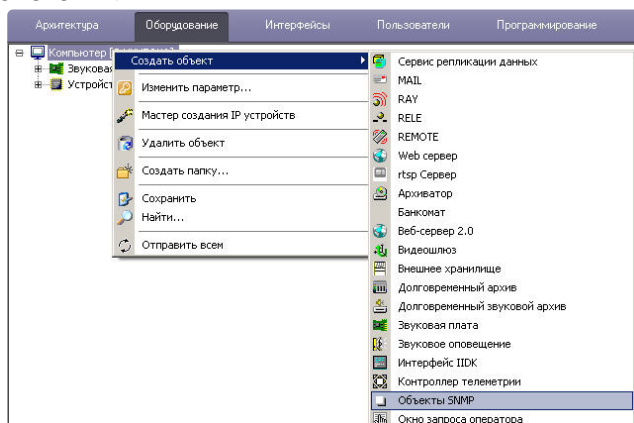 Архитектура Оборудование Интерфейсы Пользователи Программирование
Компьютер
Создать объект
Изменить параметр...
Мастер создания IP устройств
Удалить объект
Создать папку...
Сохранить
Найти...
Отправить всем
Сервис репликации данных
MAIL
RAY
RELE
REMOTE
Web сервер
rtsp Сервер
Архиватор
Банкомат
Веб-сервер 2.0
Видеошлюз
Внешнее хранилище
Долговременный архив
Долговременный звуковой архив
Звуковая плата
Звуковое оповещение
Интерфейс IIDK
Контроллер телеметрии
Объекты SNMP
Окно запроса оператора